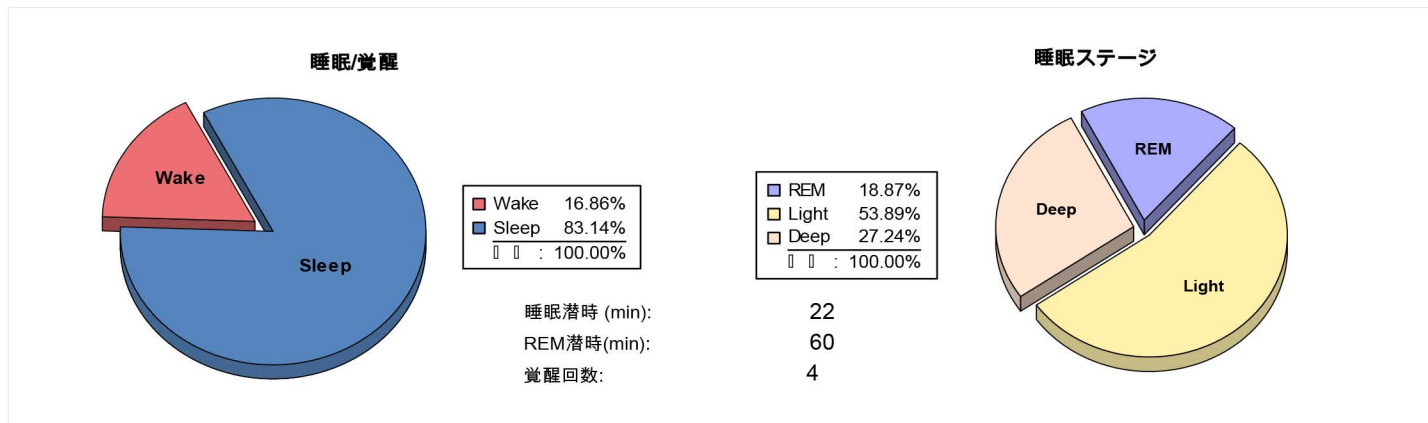 睡眠/覚醒
Wake
Sleep
Wake 16.86%
Sleep 83.14%
: 100.00%
睡眠ステージ
REM
Deep
Light
REM 18.87%
Light 53.89%
Deep 27.24%
: 100.00%
睡眠潜時 (min): 22
REM潜時(min): 60
覚醒回数: 4